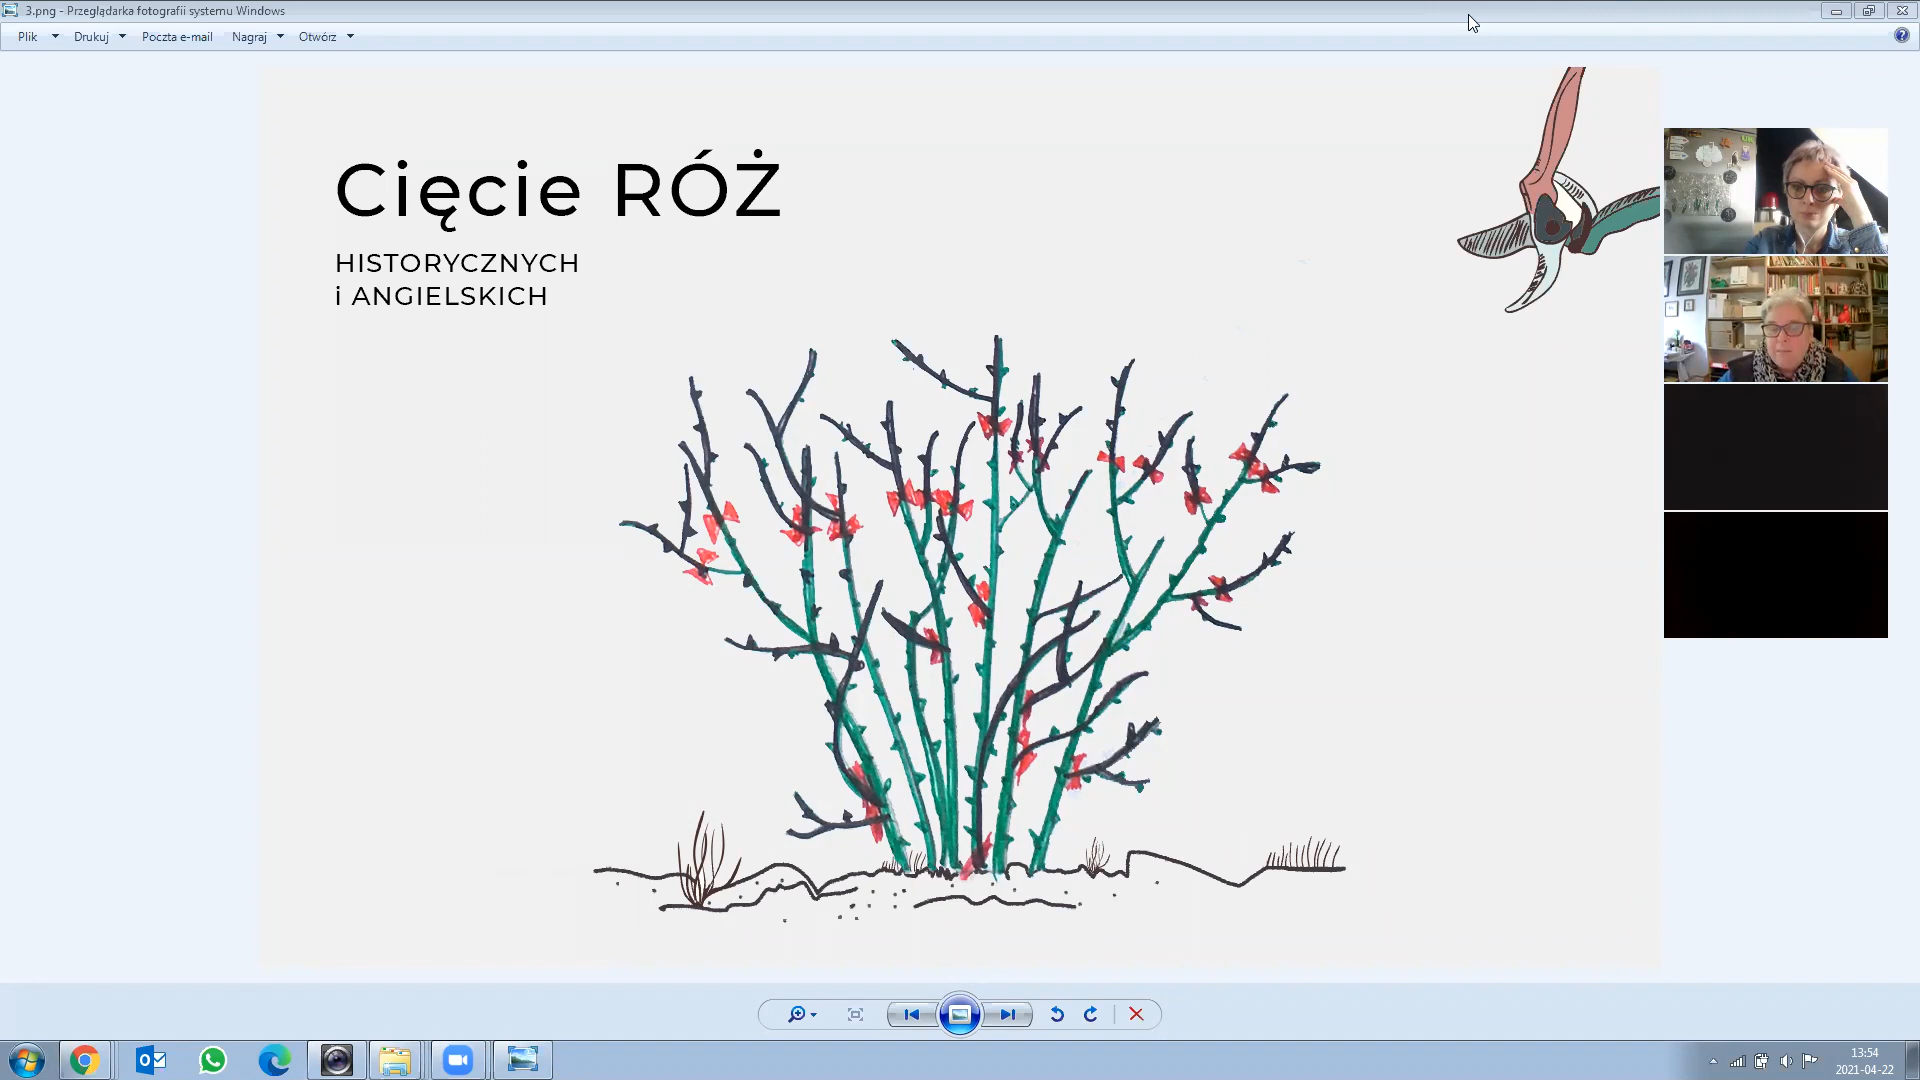 3.png - Przeglądarka fotografii systemu Windows
Plik Drukuj Poczta e-mail Nagraj Otwórz
Cięcie RÓŻ
HISTORYCZNYCH
i ANGIELSKICH
13:54
2021-04-22